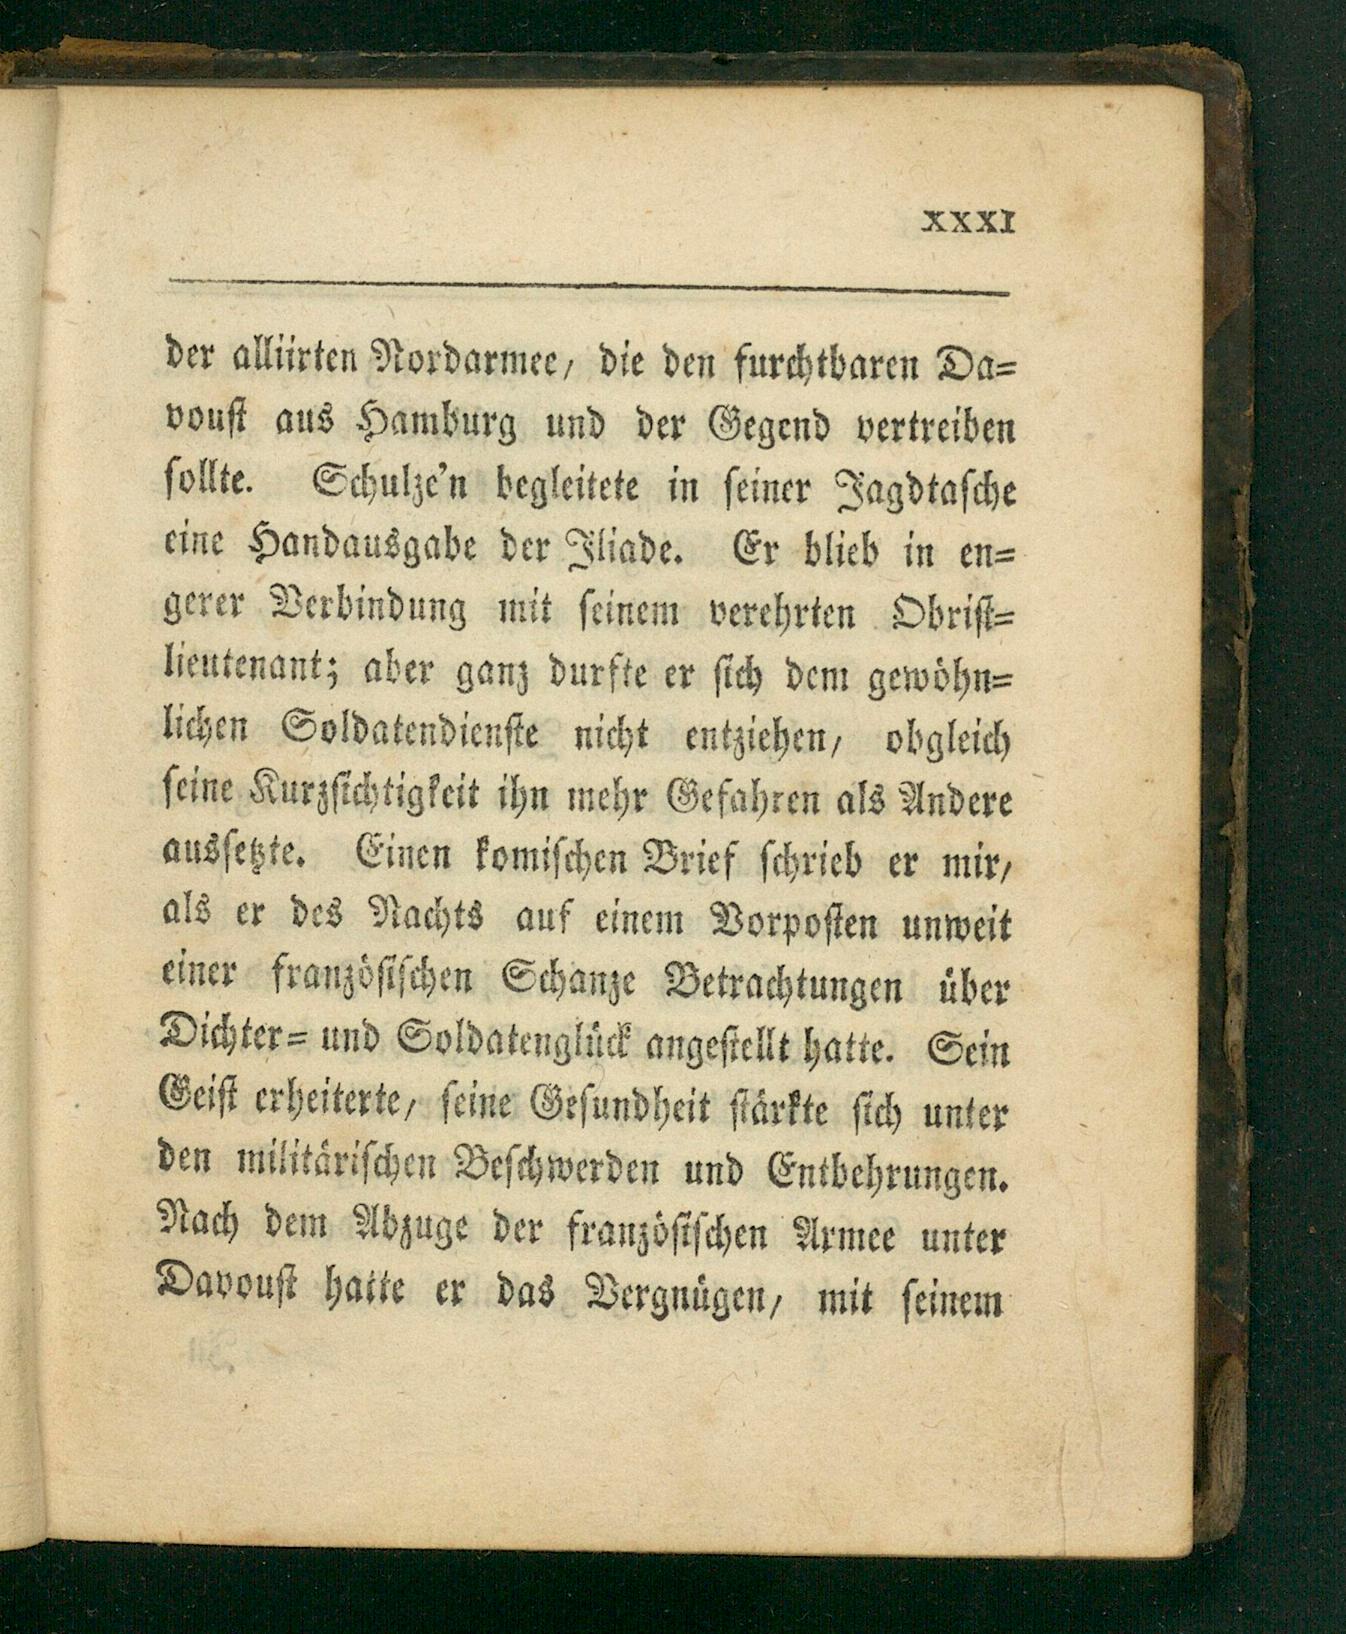 XXXI
der alliirten Nordarmee, die den furchtbaren Da=
vouſt aus Hamburg und der Gegend vertreiben
ſollte. Schulze’n begleitete in ſeiner Jagdtaſche
eine Handausgabe der Iliade. Er blieb in en=
gerer Verbindung mit ſeinem verehrten Obriſt=
lieutenant; aber ganz durfte er ſich dem gewöhn=
lichen Soldatendienſte nicht entziehen, obgleich
ſeine Kurzſichtigkeit ihn mehr Gefahren als Andere
ausſetzte. Einen komiſchen Brief ſchrieb er mir,
als er des Nachts auf einem Vorpoſten unweit
einer franzöſiſchen Schanze Betrachtungen über
Dichter= und Soldatenglück angeſtellt hatte. Sein
Geiſt erheiterte, ſeine Geſundheit ſtärkte ſich unter
den militäriſchen Beſchwerden und Entbehrungen.
Nach dem Abzuge der franzöſiſchen Armee unter
Davouſt hatte er das Vergnügen, mit ſeinem